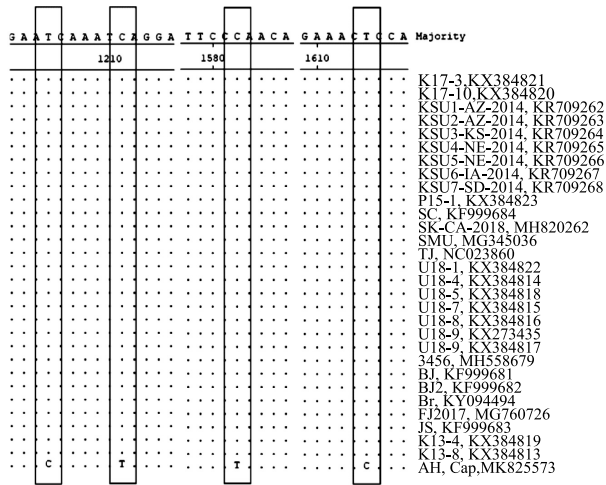 G A A T C A A A T C A G G A T T C C C A A C A G A A A C T C C A Majority
1210 1580 1610
K17-3,KX384821
K17-10,KX384820
KSU1-AZ-2014, KR709262
KSU2-AZ-2014, KR709263
KSU3-KS-2014, KR709264
KSU4-NE-2014, KR709265
KSU5-NE-2014, KR709266
KSU6-IA-2014, KR709267
KSU7-SD-2014, KR709268
P15-1, KX384823
SC, KF999684
SK-CA-2018, MH820262
SMU, MG345036
TJ, NC023860
U18-1, KX384822
U18-4, KX384814
U18-5, KX384818
U18-7, KX384815
U18-8, KX384816
U18-9, KX273435
U18-9, KX384817
3456, MH558679
BJ, KF999681
BJ2, KF999682
Br, KY094494
FJ2017, MG760726
JS, KF999683
K13-4, KX384819
K13-8, KX384813
. . . C . . . . . T . . . . . . . . T . . . . . . . . . C . . . AH, Cap,MK825573